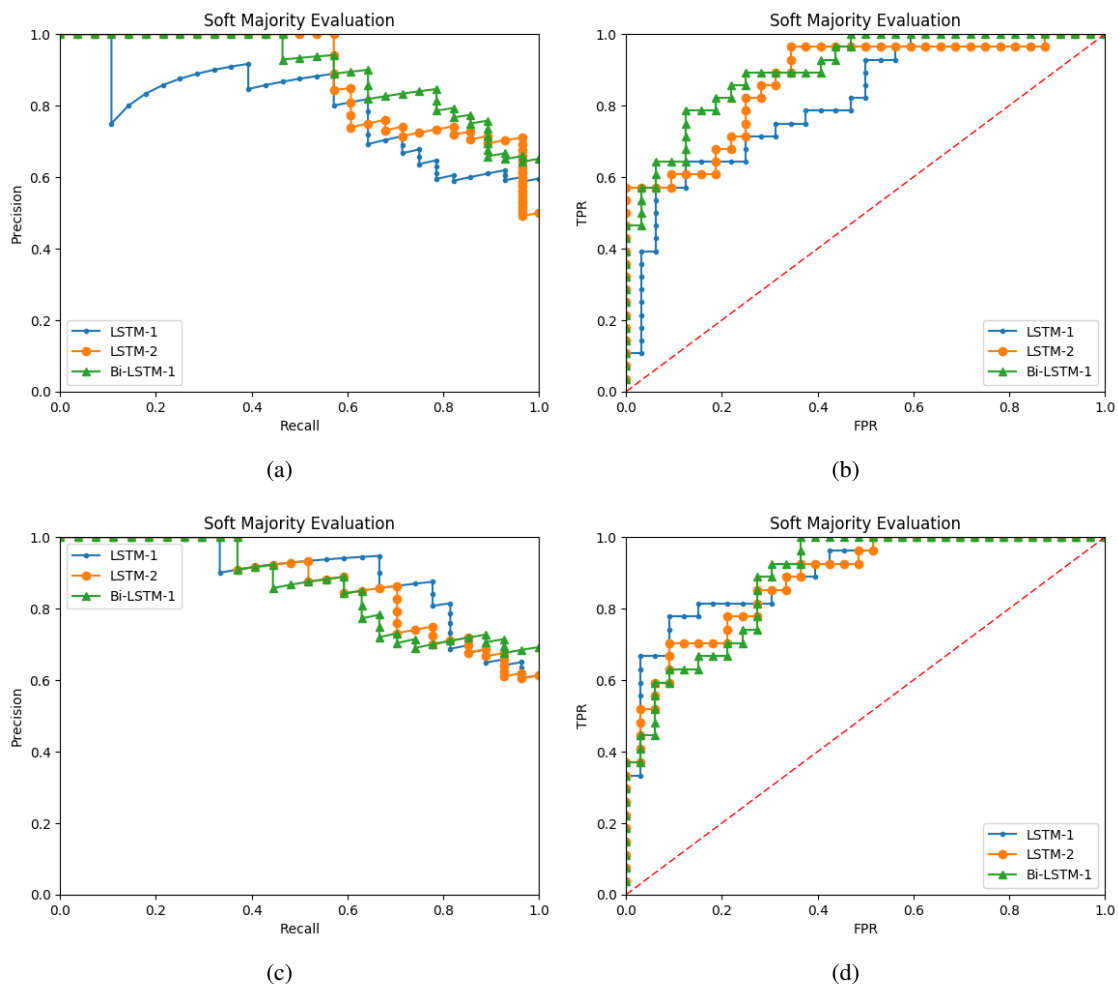 Soft Majority Evaluation
1.0
0.8
0.6
0.4
0.2
0.0
Precision
LSTM-1
LSTM-2
Bi-LSTM-1
0.0 0.2 0.4 0.6 0.8 1.0
Recall
(a)
Soft Majority Evaluation
1.0
0.8
0.6
0.4
0.2
0.0
TPR
LSTM-1
LSTM-2
Bi-LSTM-1
0.0 0.2 0.4 0.6 0.8 1.0
FPR
(b)
Soft Majority Evaluation
1.0
0.8
0.6
0.4
0.2
0.0
Precision
LSTM-1
LSTM-2
Bi-LSTM-1
0.0 0.2 0.4 0.6 0.8 1.0
Recall
(c)
Soft Majority Evaluation
1.0
0.8
0.6
0.4
0.2
0.0
TPR
LSTM-1
LSTM-2
Bi-LSTM-1
0.0 0.2 0.4 0.6 0.8 1.0
FPR
(d)